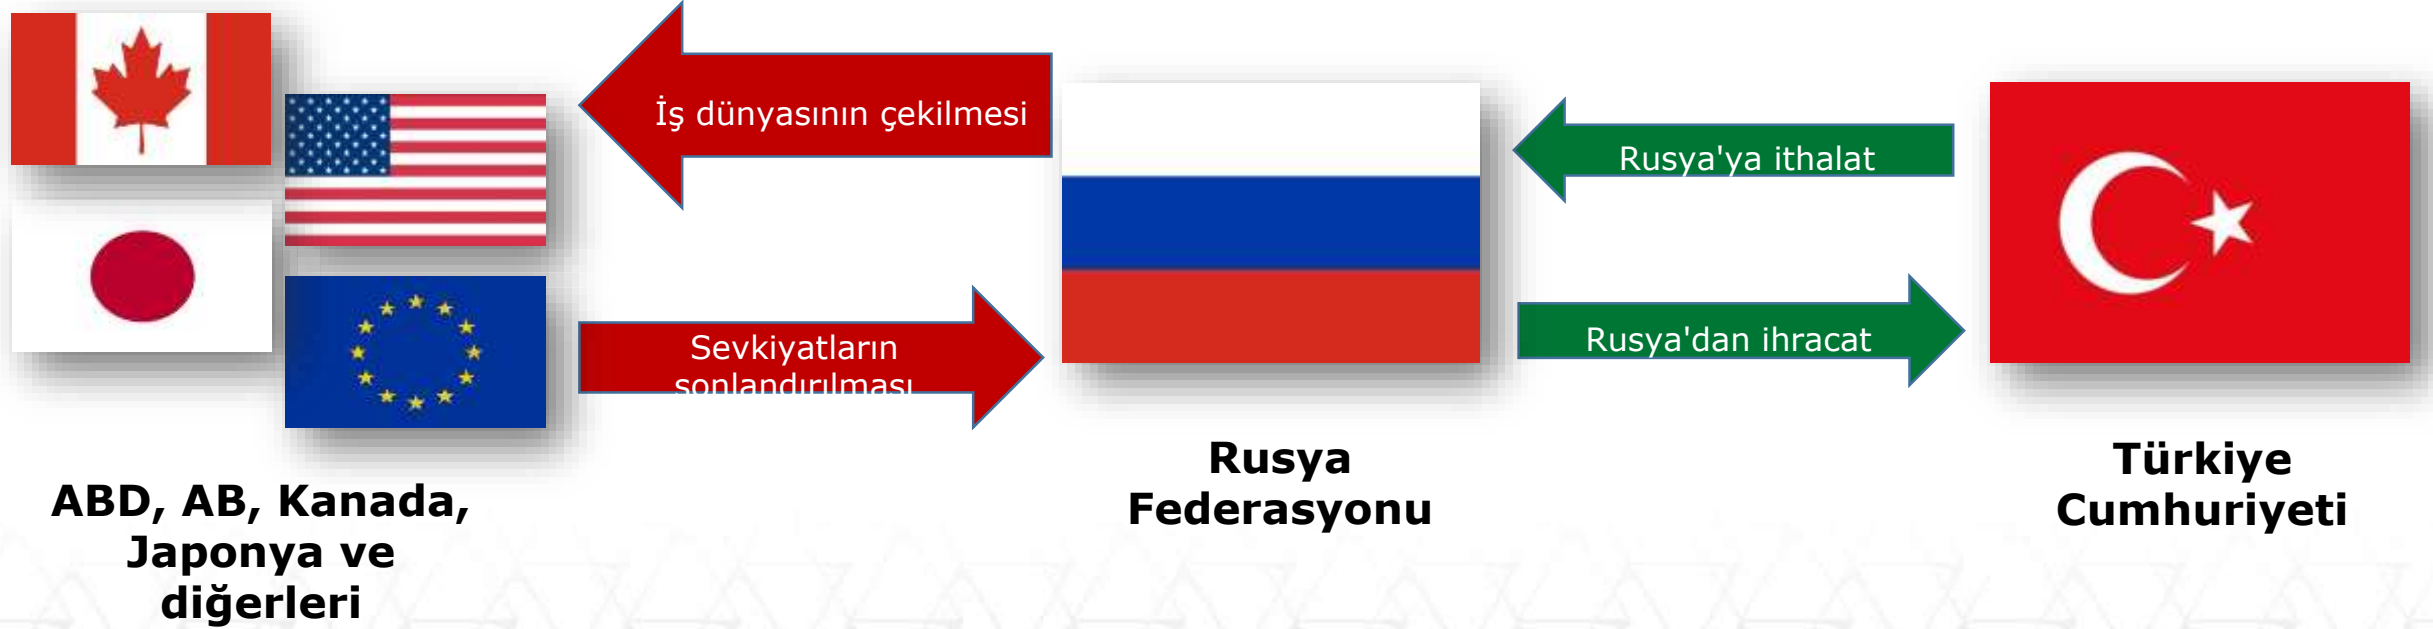 İş dünyasının çekilmesi
Rusya'ya ithalat
Sevkiyatların
sonlandırılması
Rusya'dan ihracat
ABD, AB, Kanada,
Japonya ve
diğerleri
Rusya
Federasyonu
Türkiye
Cumhuriyeti